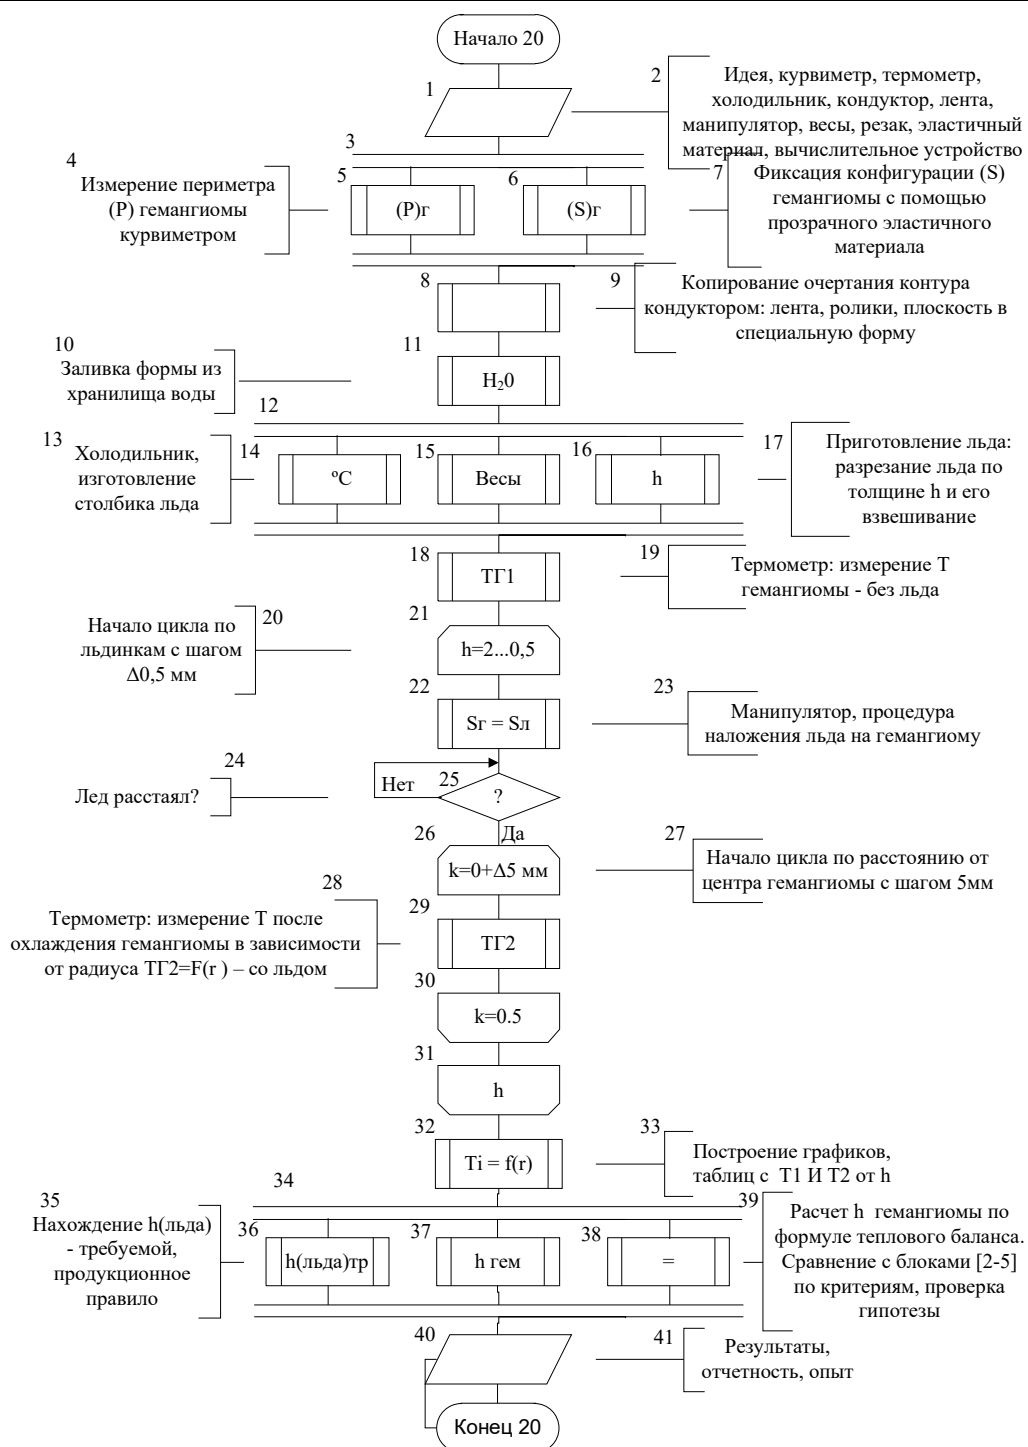 Начало 20
1
2
Идея, курвиметр, термометр,
холодильник, кондуктор, лента,
манипулятор, весы, резак, эластичный
материал, вычислительное устройство
3
4
Измерение периметра
(P) гемангиомы
курвиметром
5
(P)г
6
(S)г
7
Фиксация конфигурации (S)
гемангиомы с помощью
прозрачного эластичного
материала
8
9
Копирование очертания контура
кондуктором: лента, ролики, плоскость в
специальную форму
10
Заливка формы из
хранилища воды
11
H₂0
12
13
Холодильник,
изготовление
столбика льда
14
ºС
15
Весы
16
h
17
Приготовление льда:
разрезание льда по
толщине h и его
взвешивание
18
ТГ1
19
Термометр: измерение Т
гемангиомы - без льда
20
Начало цикла по
льдинкам с шагом
Δ0,5 мм
21
h=2...0,5
22
Sг = Sл
23
Манипулятор, процедура
наложения льда на гемангиому
24
Лед расстаял?
Нет
25
?
Да
26
k=0+Δ5 мм
27
Начало цикла по расстоянию от
центра гемангиомы с шагом 5мм
28
Термометр: измерение Т после
охлаждения гемангиомы в зависимости
от радиуса ТГ2=F(r ) – со льдом
29
ТГ2
30
k=0.5
31
h
32
Ti = f(r)
33
Построение графиков,
таблиц с Т1 И Т2 от h
34
35
Нахождение h(льда)
- требуемой,
продукционное
правило
36
h(льда)тр
37
h гем
38
=
39
Расчет h гемангиомы по
формуле теплового баланса.
Сравнение с блоками [2-5]
по критериям, проверка
гипотезы
40
41
Результаты,
отчетность, опыт
Конец 20